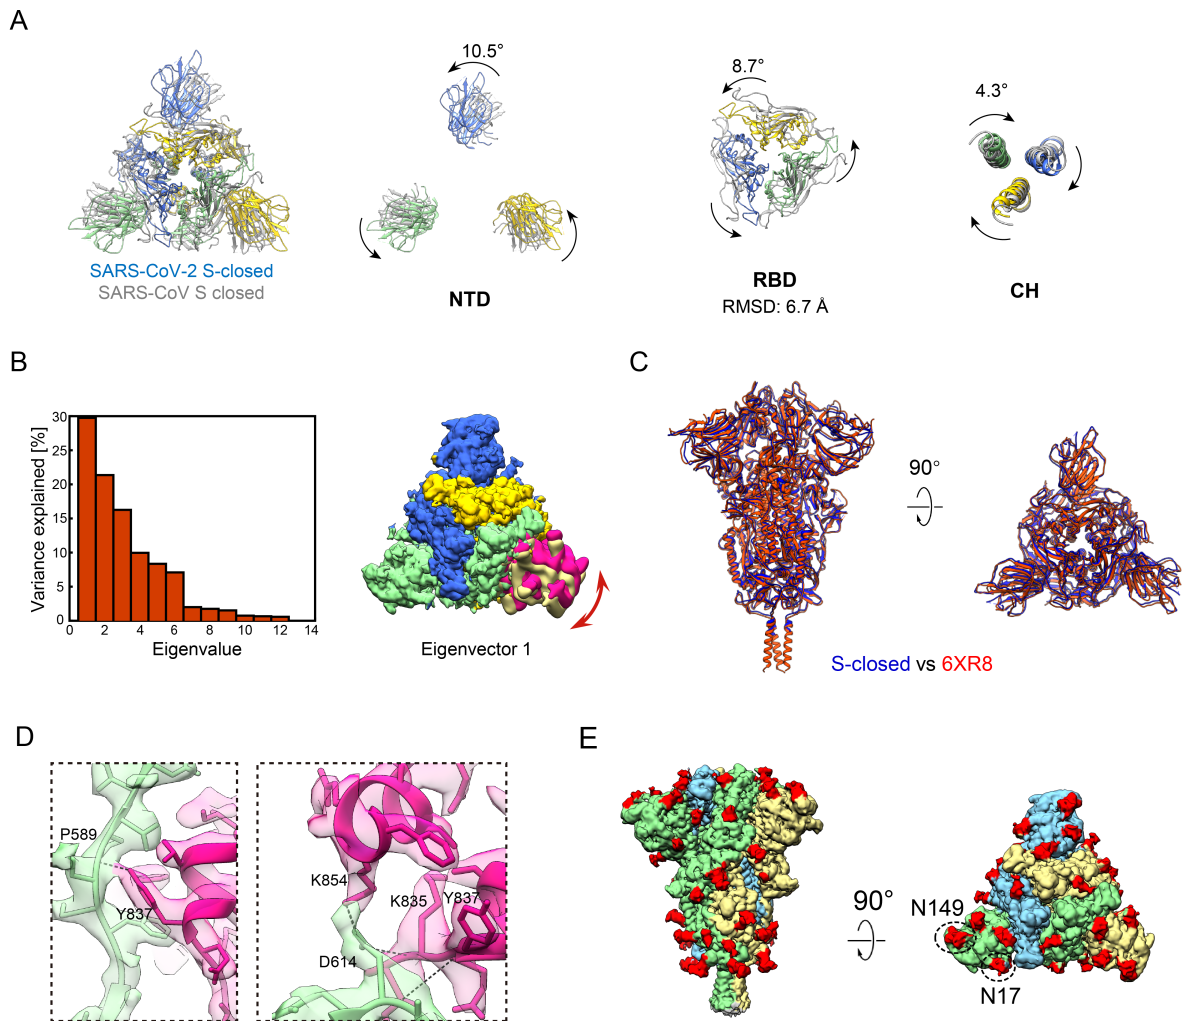 A
10.5°
8.7°
4.3°
SARS-CoV-2 S-closed
SARS-CoV S closed
NTD
RBD
RMSD: 6.7 Å
CH
B
Variance explained [%]
30
25
20
15
10
5
0
0 2 4 6 8 10 12 14
Eigenvalue
Eigenvector 1
C
90°
S-closed vs 6XR8
D
P589
Y837
K854
K835
Y837
D614
E
90°
N149
N17